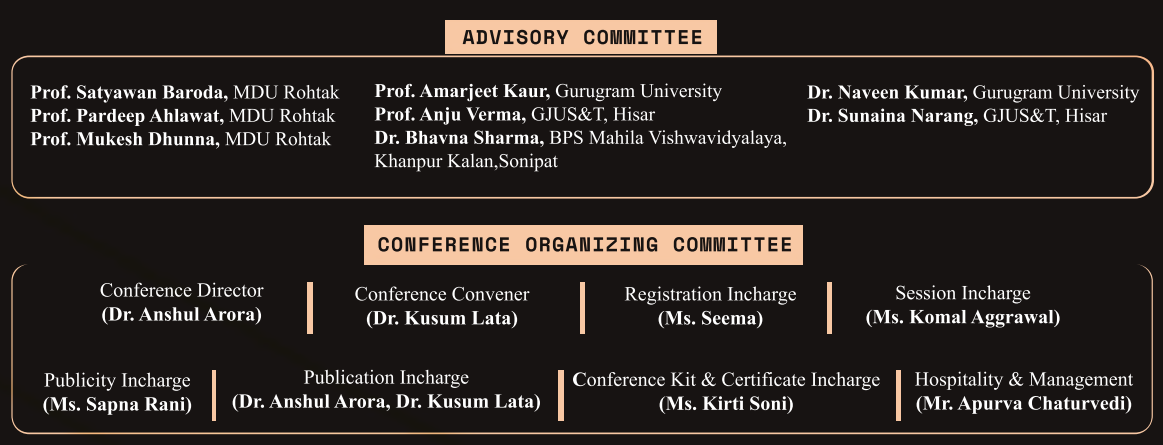 ADVISORY COMMITTEE
Prof. Satyawan Baroda, MDU Rohtak
Prof. Pardeep Ahlawat, MDU Rohtak
Prof. Mukesh Dhunna, MDU Rohtak
Prof. Amarjeet Kaur, Gurugram University
Prof. Anju Verma, GJUS&T, Hisar
Dr. Bhavna Sharma, BPS Mahila Vishwavidyalaya,
Khanpur Kalan,Sonipat
Dr. Naveen Kumar, Gurugram University
Dr. Sunaina Narang, GJUS&T, Hisar
CONFERENCE ORGANIZING COMMITTEE
Conference Director
(Dr. Anshul Arora)
Conference Convener
(Dr. Kusum Lata)
Registration Incharge
(Ms. Seema)
Session Incharge
(Ms. Komal Aggrawal)
Publicity Incharge
(Ms. Sapna Rani)
Publication Incharge
(Dr. Anshul Arora, Dr. Kusum Lata)
Conference Kit & Certificate Incharge
(Ms. Kirti Soni)
Hospitality & Management
(Mr. Apurva Chaturvedi)